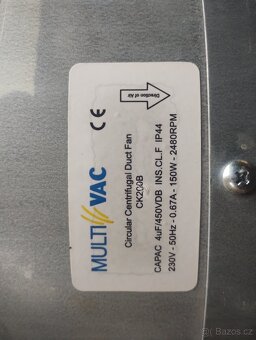 MULTI VAC
CE
Direction of Air
Circular Centrifugal Duct Fan
CK200B
CAPAC 4uF/450VDB INS.CL.F IP44
230V - 50Hz - 0.67A - 150W - 2480RPM
Bazoš.cz